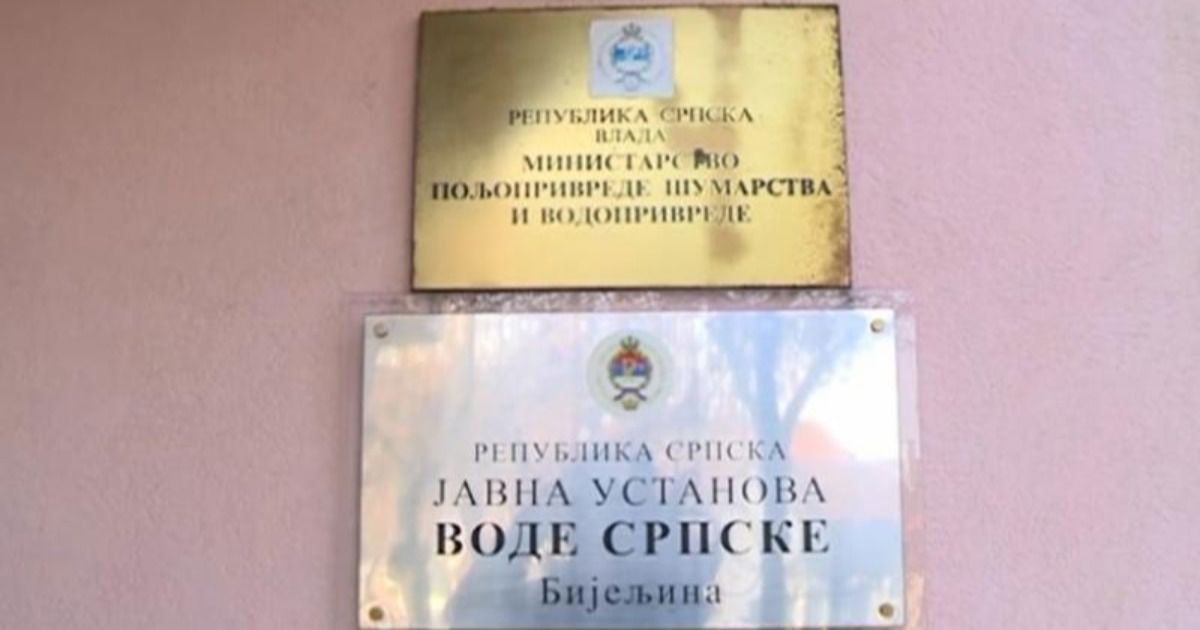 РЕПУБЛИКА СРПСКА
ВЛАДА
МИНИСТАРСТВО
ПОЉОПРИВРЕДЕ ШУМАРСТВА
И ВОДОПРИВРЕДЕ
РЕПУБЛИКА СРПСКА
ЈАВНА УСТАНОВА
ВОДЕ СРПСКЕ
Бијељина